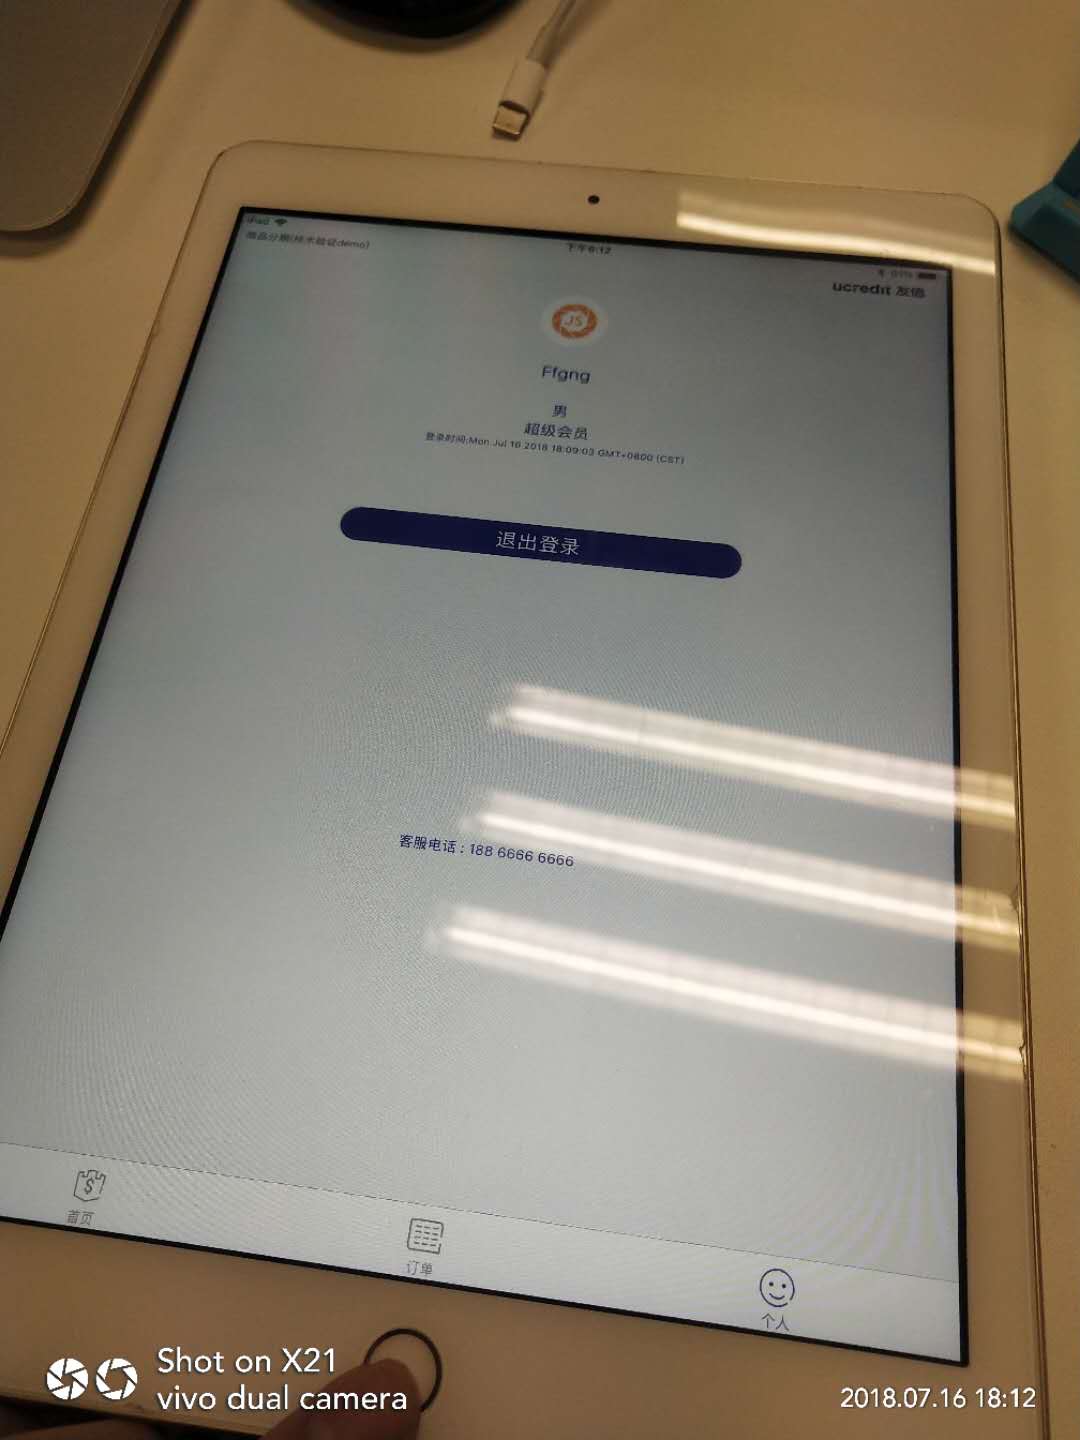 iPad
下午6:12
商品分期(技术验证demo)
91%
ucredit 友信
JS
Ffgng
男
超级会员
登录时间:Mon Jul 16 2018 18:09:03 GMT+0800 (CST)
退出登录
客服电话：188 6666 6666
$
首页
订单
个人
Shot on X21
vivo dual camera
2018.07.16 18:12